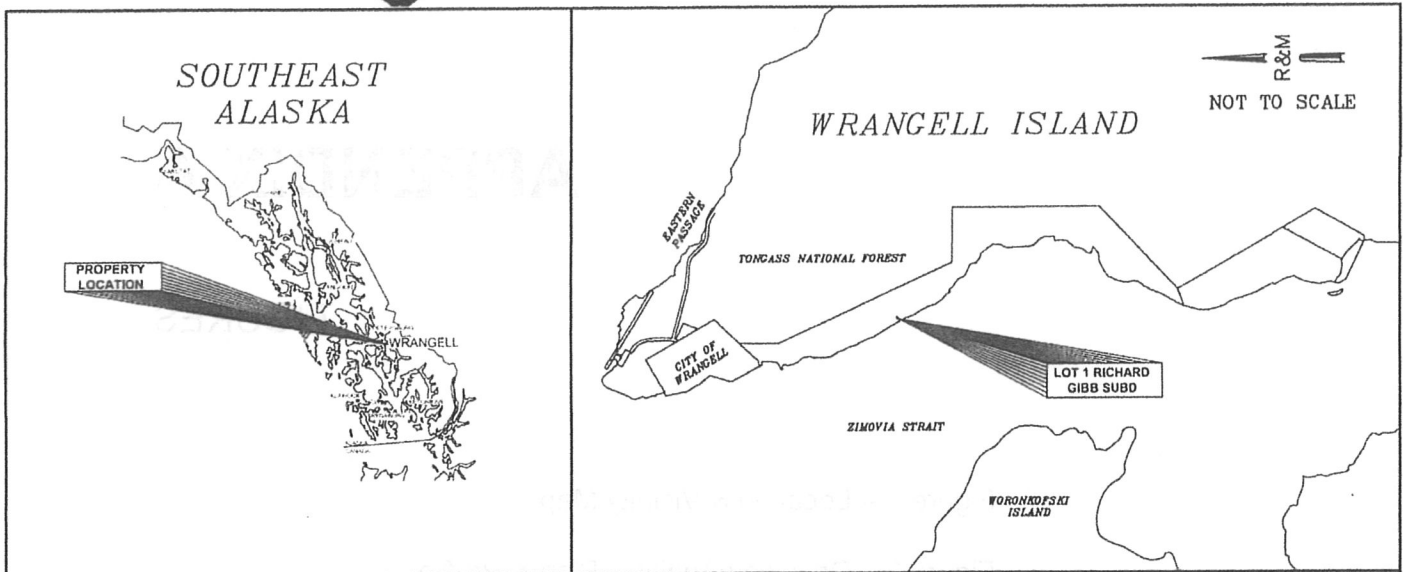 SOUTHEAST
ALASKA
PROPERTY
LOCATION
WRANGELL
R&M
NOT TO SCALE
WRANGELL ISLAND
EASTERN
PASSAGE
TONGASS NATIONAL FOREST
CITY OF
WRANGELL
LOT 1 RICHARD
GIBB SUBD
ZIMOVIA STRAIT
WORONKOFSKI
ISLAND